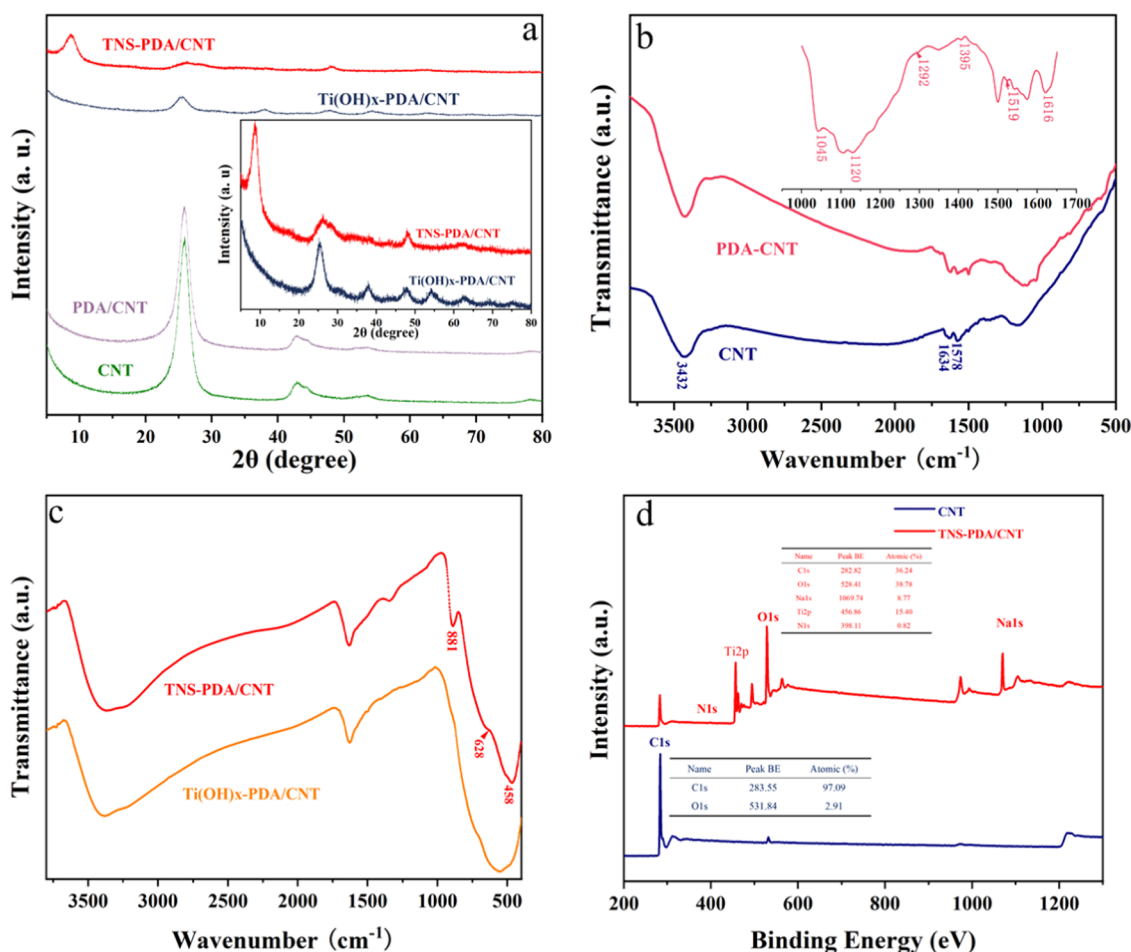 a
TNS-PDA/CNT
Ti(OH)x-PDA/CNT
PDA/CNT
CNT
Intensity (a. u.)
10 20 30 40 50 60 70 80
2θ (degree)
TNS-PDA/CNT
Ti(OH)x-PDA/CNT
Intensity (a. u)
10 20 30 40 50 60 70 80
2θ (degree)
b
1045
1120
1292
1395
1519
1616
1000 1100 1200 1300 1400 1500 1600 1700
PDA-CNT
CNT
3432
1634
1578
Transmittance (a.u.)
3500 3000 2500 2000 1500 1000 500
Wavenumber (cm-1)
c
TNS-PDA/CNT
Ti(OH)x-PDA/CNT
881
628
458
Transmittance (a.u.)
3500 3000 2500 2000 1500 1000 500
Wavenumber (cm-1)
d
CNT
TNS-PDA/CNT
Name Peak BE Atomic (%)
C1s 282.82 36.24
O1s 528.41 38.78
Na1s 1069.74 8.77
Ti2p 456.86 15.40
N1s 398.11 0.82
O1s
Na1s
Ti2p
N1s
C1s
Name Peak BE Atomic (%)
C1s 283.55 97.09
O1s 531.84 2.91
Intensity (a.u.)
200 400 600 800 1000 1200
Binding Energy (eV)